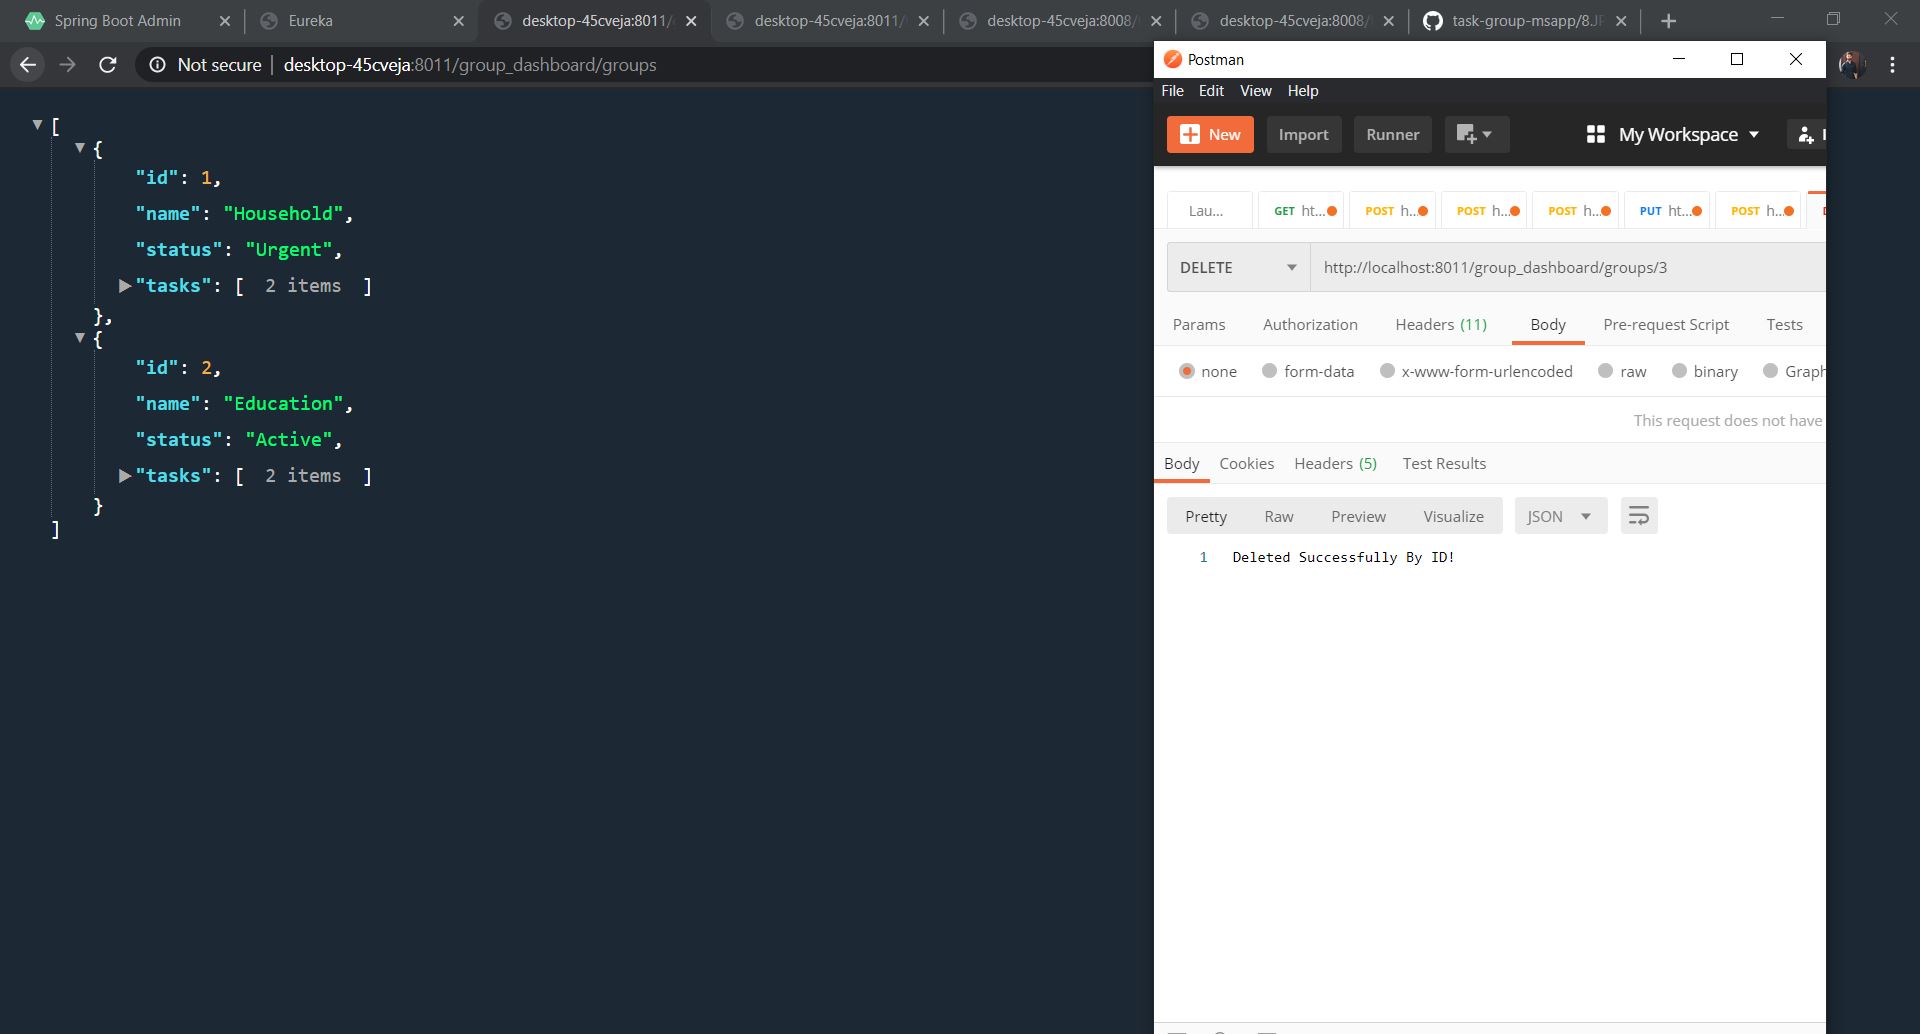 Spring Boot Admin
Eureka
desktop-45cveja:8011/
desktop-45cveja:8011/
desktop-45cveja:8008/
desktop-45cveja:8008/
task-group-msapp/8.JP
Not secure | desktop-45cveja:8011/group_dashboard/groups
[
{
"id": 1,
"name": "Household",
"status": "Urgent",
"tasks": [ 2 items ]
},
{
"id": 2,
"name": "Education",
"status": "Active",
"tasks": [ 2 items ]
}
]
Postman
File Edit View Help
New Import Runner My Workspace
Lau... GET ht... POST h... POST h... POST h... PUT ht... POST h...
DELETE http://localhost:8011/group_dashboard/groups/3
Params Authorization Headers (11) Body Pre-request Script Tests
none form-data x-www-form-urlencoded raw binary Graph
This request does not have
Body Cookies Headers (5) Test Results
Pretty Raw Preview Visualize JSON
1 Deleted Successfully By ID!